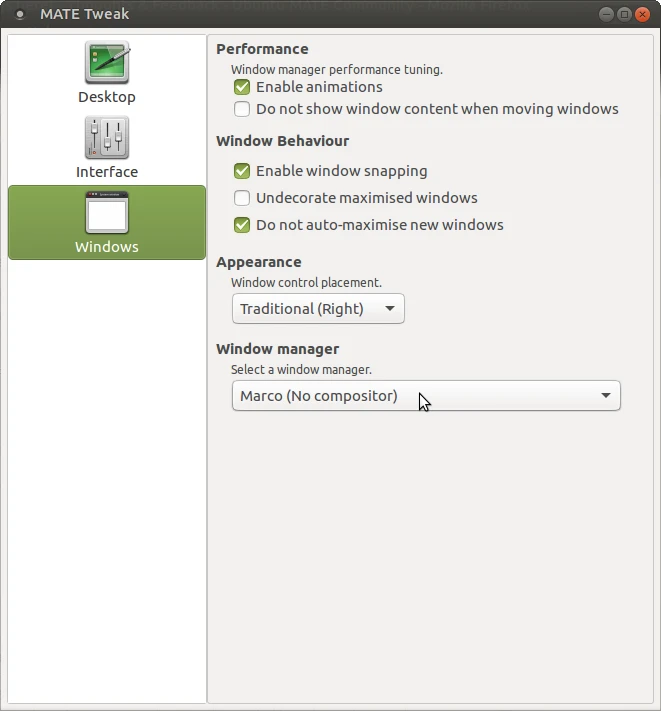 MATE Tweak
Desktop
Interface
Windows
Performance
Window manager performance tuning.
Enable animations
Do not show window content when moving windows
Window Behaviour
Enable window snapping
Undecorate maximised windows
Do not auto-maximise new windows
Appearance
Window control placement.
Traditional (Right)
Window manager
Select a window manager.
Marco (No compositor)